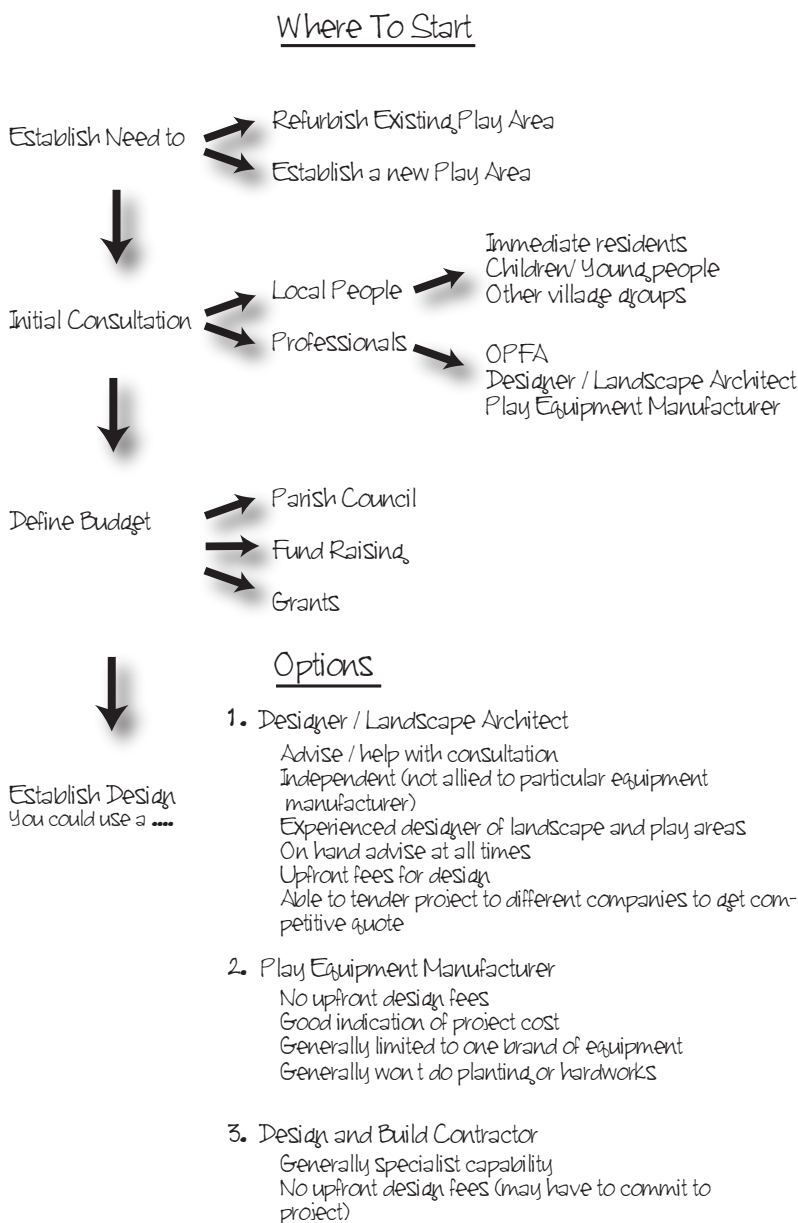 Where To Start
Establish Need to
Refurbish Existing Play Area
Establish a new Play Area
Initial Consultation
Local People
Immediate residents
Children/ Young people
Other village groups
Professionals
OPFA
Designer / Landscape Architect
Play Equipment Manufacturer
Define Budget
Parish Council
Fund Raising
Grants
Establish Design
You could use a ....
Options
1. Designer / Landscape Architect
Advise / help with consultation
Independent (not allied to particular equipment
manufacturer)
Experienced designer of landscape and play areas
On hand advise at all times
Upfront fees for design
Able to tender project to different companies to get com-
petitive quote
2. Play Equipment Manufacturer
No upfront design fees
Good indication of project cost
Generally limited to one brand of equipment
Generally won t do planting or hardworks
3. Design and Build Contractor
Generally specialist capability
No upfront design fees (may have to commit to
project)